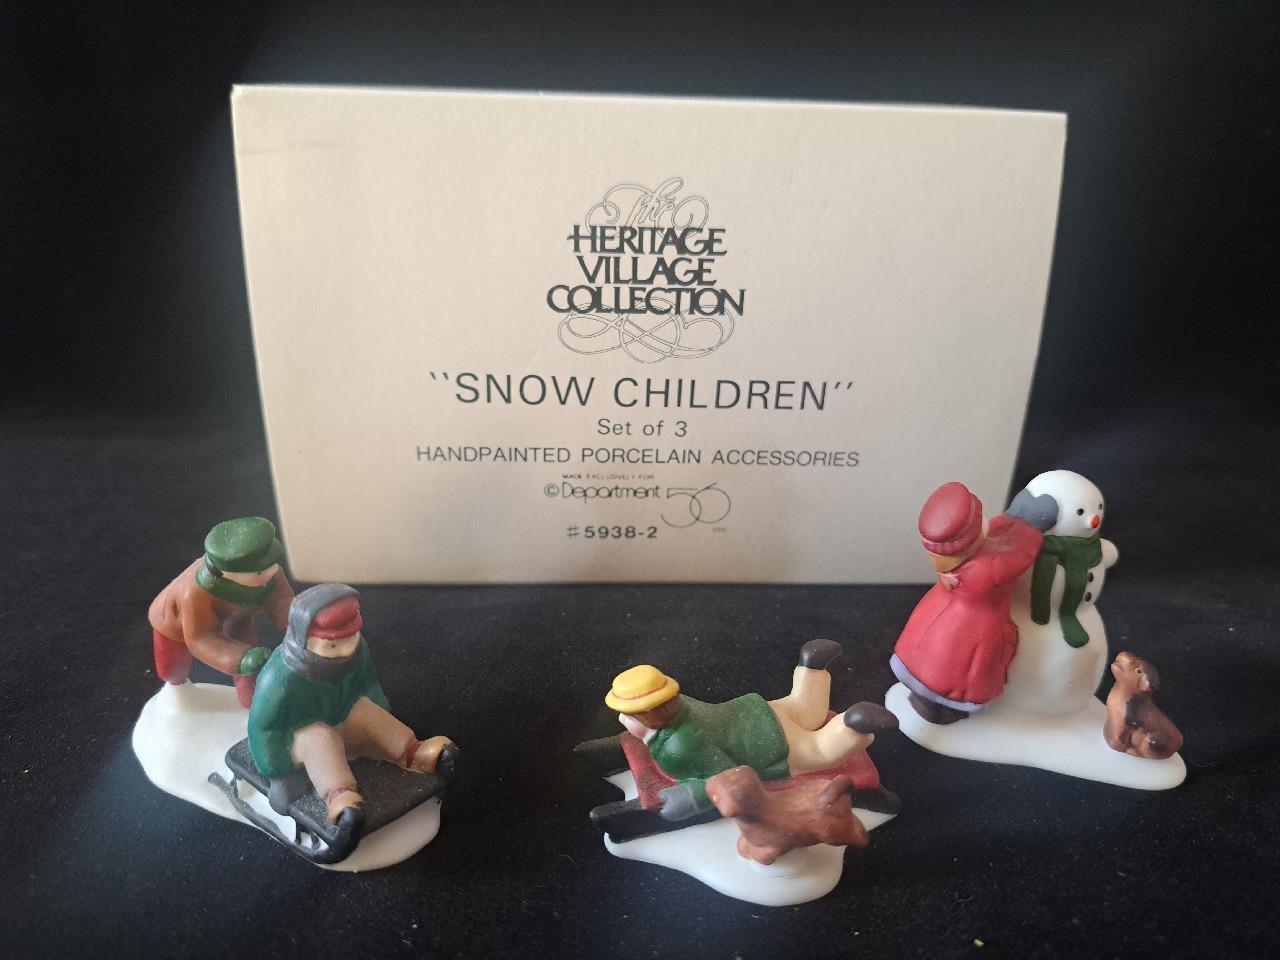 The
HERITAGE
VILLAGE
COLLECTION
"SNOW CHILDREN"
Set of 3
HANDPAINTED PORCELAIN ACCESSORIES
MADE EXCLUSIVELY FOR
©Department 56
INC.
#5938-2